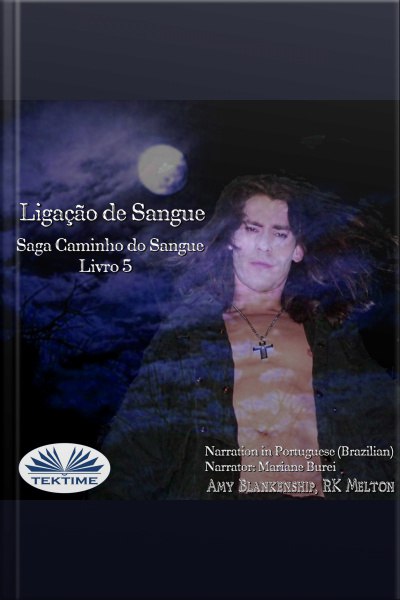 Ligação de Sangue
Saga Caminho do Sangue
Livro 5
Narration in Portuguese (Brazilian)
Narrator: Mariane Burei
Amy Blankenship, RK Melton
TEKTIME